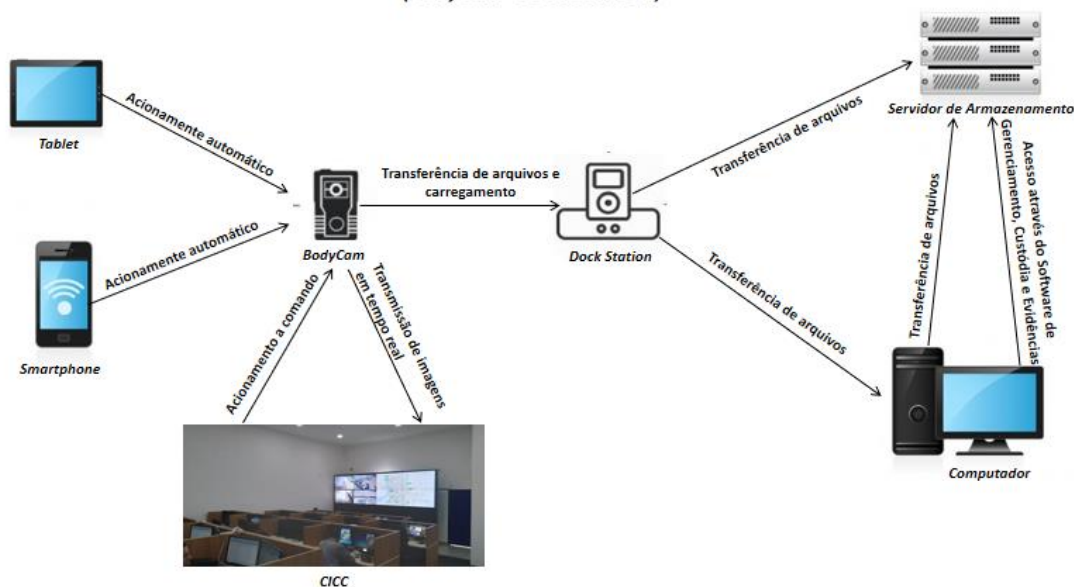 Servidor de Armazenamento
Tablet
Acionamente automático
Transferência de arquivos
Transferência de arquivos e
carregamento
Smartphone
Acionamente automático
BodyCam
Dock Station
Transferência de arquivos
Transferência de arquivos
Acesso através do Software de
Gerenciamento, Custódia e Evidências
Acionamento a comando
Transmissão de imagens
em tempo real
Computador
CICC